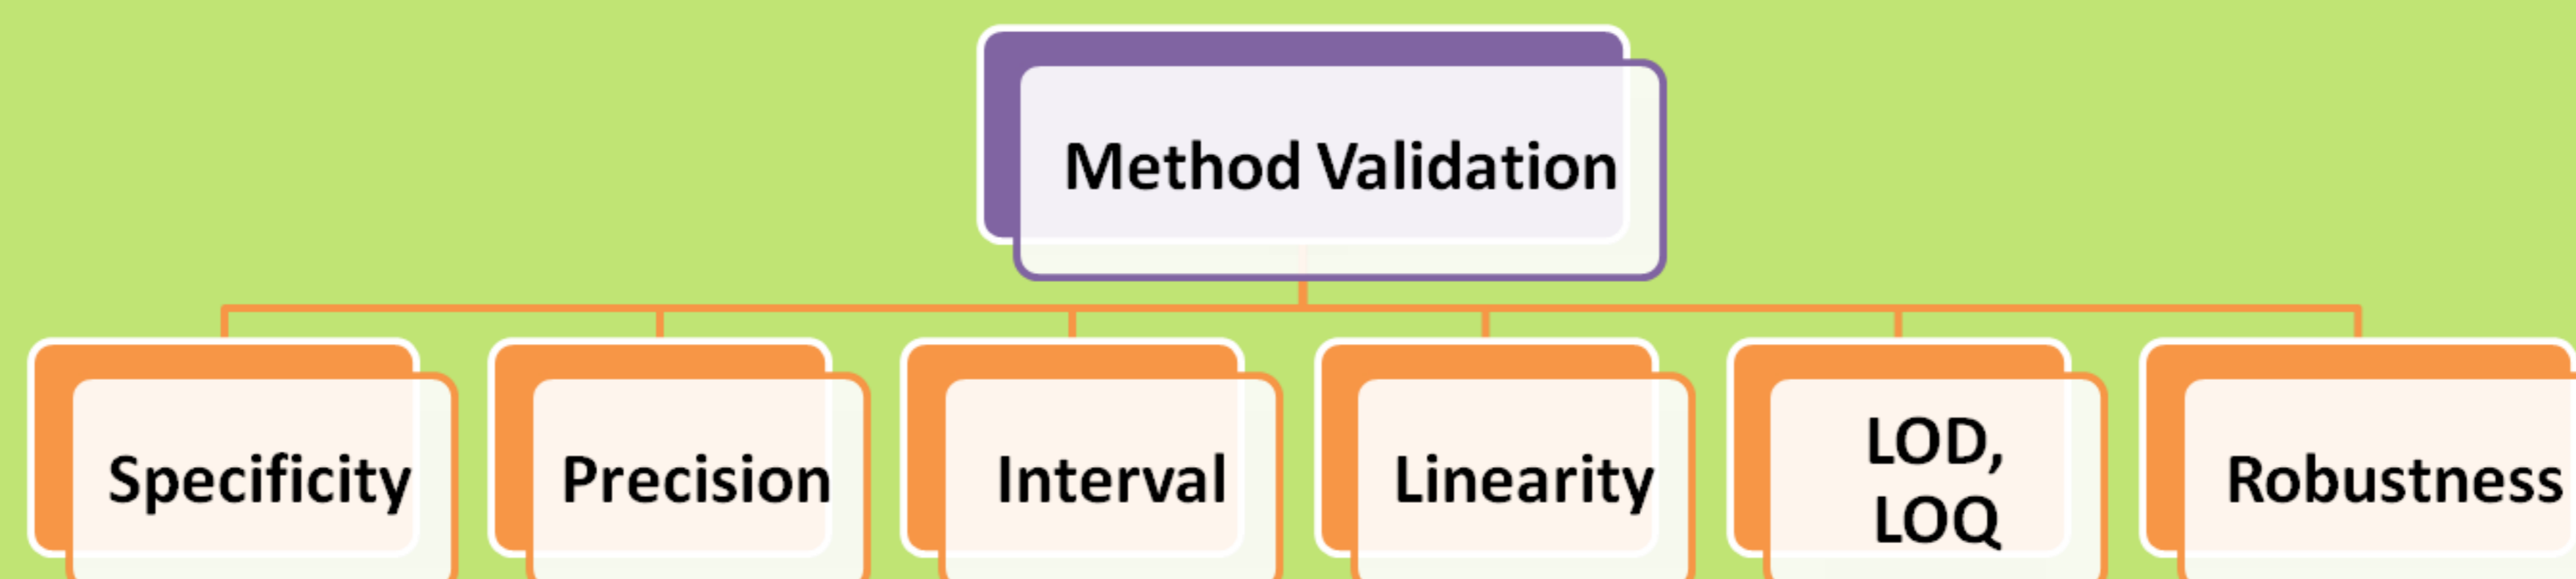 Method Validation
Specificity
Precision
Interval
Linearity
LOD,
LOQ
Robustness